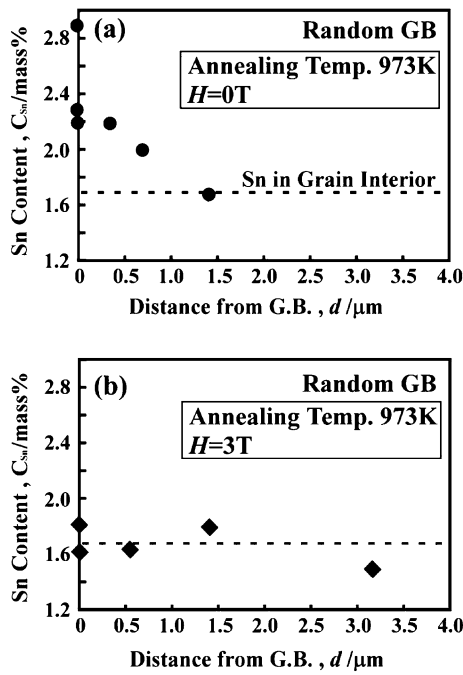 (a)
Random GB
Annealing Temp. 973K
H=0T
Sn in Grain Interior
Sn Content , CSn/mass%
2.8
2.4
2.0
1.6
1.2
0 0.5 1.0 1.5 2.0 2.5 3.0 3.5 4.0
Distance from G.B. , d /μm
(b)
Random GB
Annealing Temp. 973K
H=3T
Sn Content , CSn/mass%
2.8
2.4
2.0
1.6
1.2
0 0.5 1.0 1.5 2.0 2.5 3.0 3.5 4.0
Distance from G.B. , d /μm